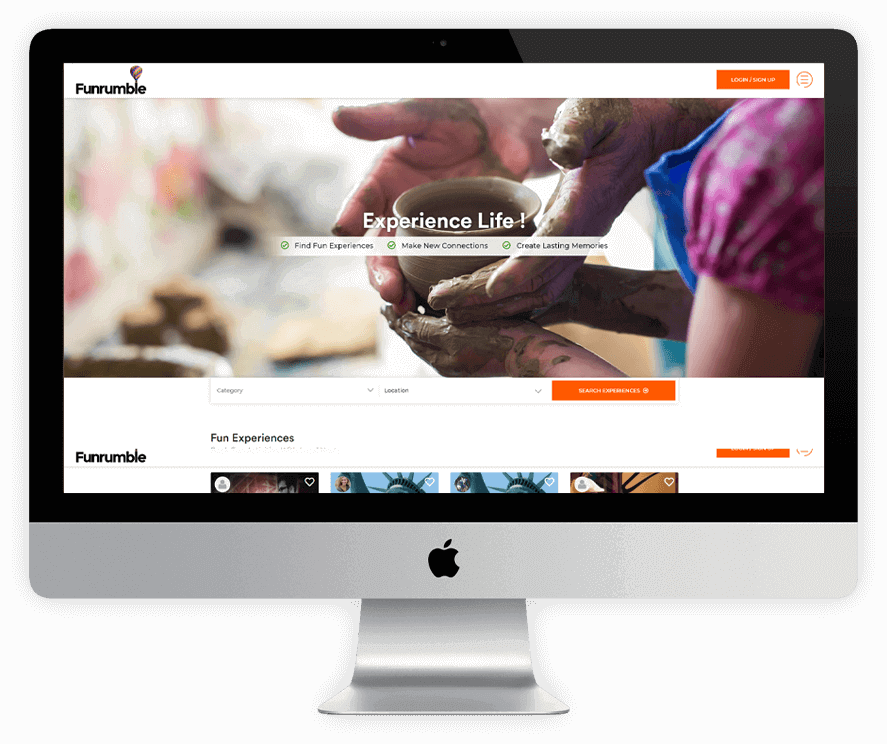 Funrumble
LOGIN / SIGN UP
Experience Life !
Find Fun Experiences Make New Connections Create Lasting Memories
Category Location SEARCH EXPERIENCES
Fun Experiences
Funrumble